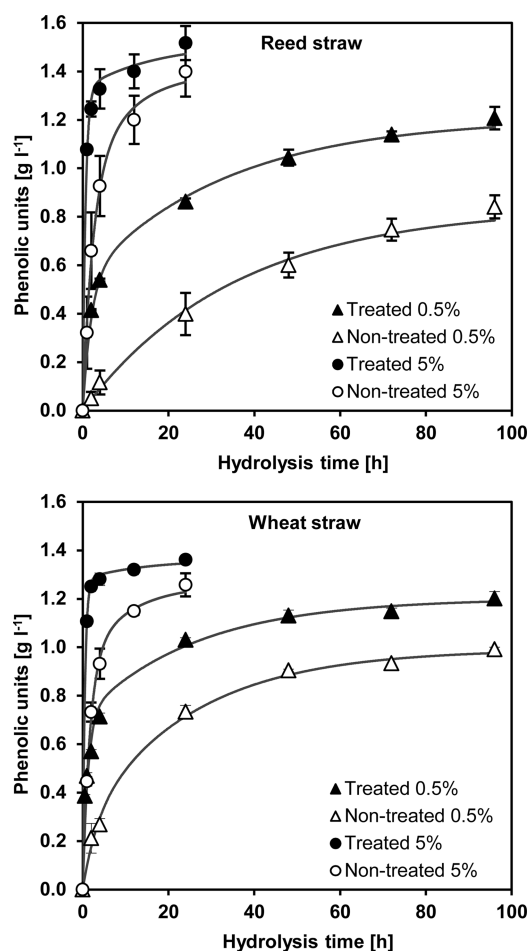 Reed straw
1.6
1.4
1.2
1.0
0.8
0.6
0.4
0.2
0.0
Phenolic units [g l-1]
Treated 0.5%
Non-treated 0.5%
Treated 5%
Non-treated 5%
0 20 40 60 80 100
Hydrolysis time [h]
Wheat straw
1.6
1.4
1.2
1.0
0.8
0.6
0.4
0.2
0.0
Phenolic units [g l-1]
Treated 0.5%
Non-treated 0.5%
Treated 5%
Non-treated 5%
0 20 40 60 80 100
Hydrolysis time [h]